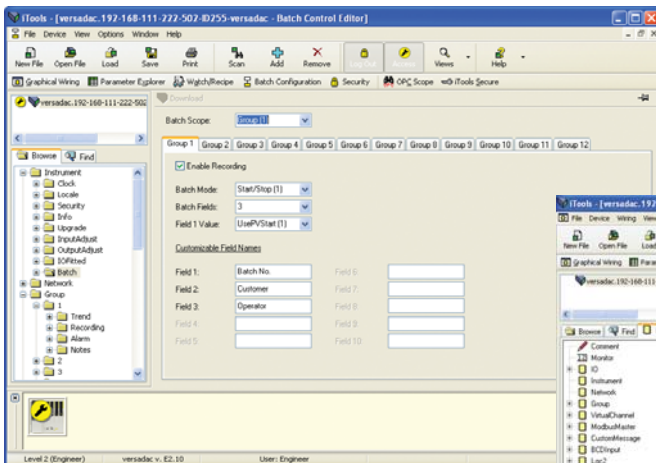 iTools - [versadac.192-168-111-222-502-ID255-versadac - Batch Control Editor]
File Device View Options Window Help
New File Open File Load Save Print Scan Add Remove Log Out Access Views Help
Graphical Wiring Parameter Explorer Watch/Recipe Batch Configuration Security OPC Scope iTools Secure
versadac.192-168-111-222-502
Download
Batch Scope: Group (1)
Browse Find
Group 1 Group 2 Group 3 Group 4 Group 5 Group 6 Group 7 Group 8 Group 9 Group 10 Group 11 Group 12
Enable Recording
Batch Mode: Start/Stop (1)
Batch Fields: 3
Field 1 Value: UsePVStart (1)
Customizable Field Names
Field 1: Batch No.
Field 2: Customer
Field 3: Operator
Field 4:
Field 5:
Field 6:
Field 7:
Field 8:
Field 9:
Field 10:
Instrument
Clock
Locale
Security
Info
Upgrade
InputAdjust
OutputAdjust
IOFitted
Batch
Network
Group
1
Trend
Recording
Alarm
Notes
2
3
Level 2 (Engineer) versadac v. E2.10 User: Engineer
iTools - [versadac.192
File Device Wiring View
New File Open File Load
Graphical Wiring Para
versadac.192-168-111
Browse Find
Comment
Monitor
IO
Instrument
Network
Group
VirtualChannel
ModbusMaster
CustomMessage
BCDInput
Lgc2